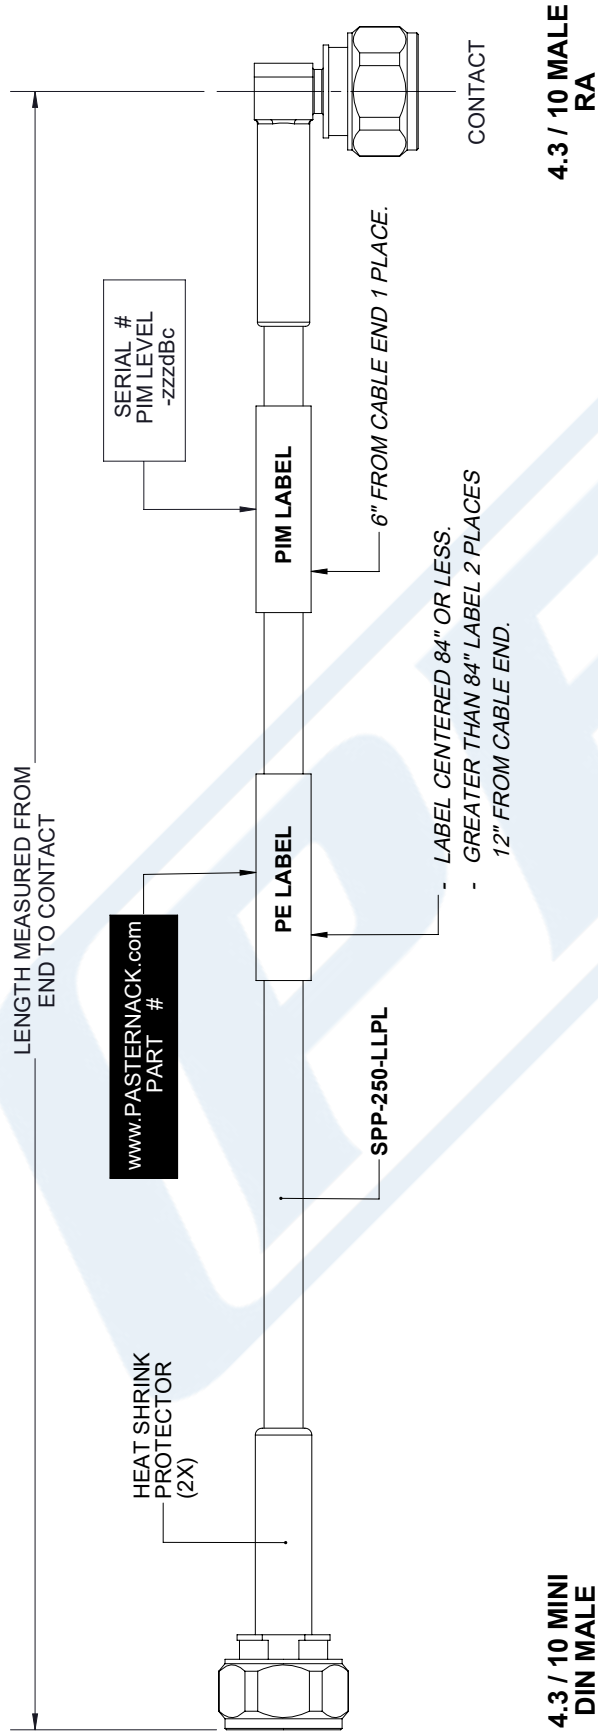 LENGTH MEASURED FROM
END TO CONTACT
www.PASTERNACK.com
PART #
SERIAL #
PIM LEVEL
-zzzdBc
HEAT SHRINK
PROTECTOR
(2X)
PE LABEL
PIM LABEL
SPP-250-LLPL
6" FROM CABLE END 1 PLACE.
- LABEL CENTERED 84" OR LESS.
- GREATER THAN 84" LABEL 2 PLACES
12" FROM CABLE END.
CONTACT
4.3 / 10 MINI
DIN MALE
4.3 / 10 MALE
RA